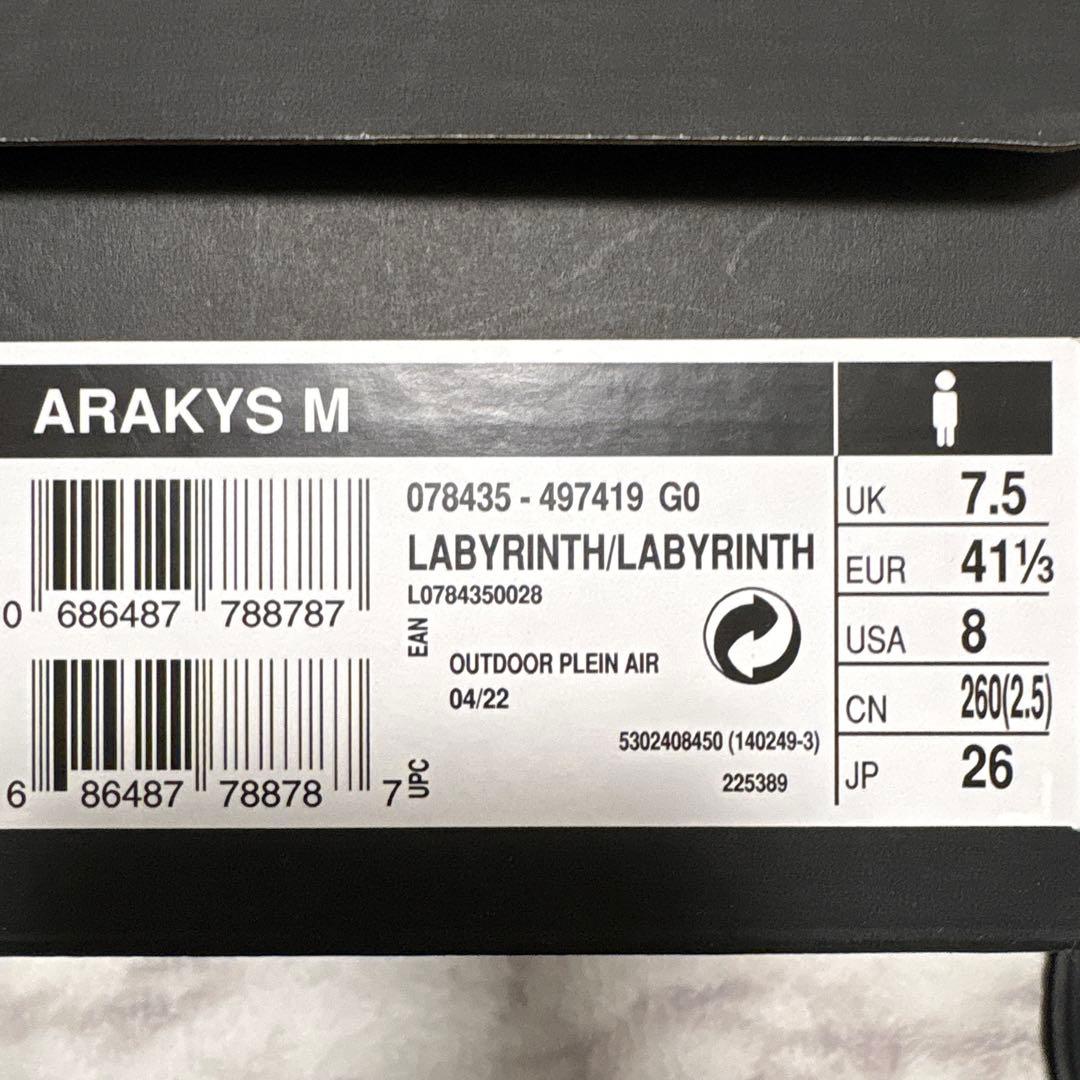 ARAKYS M
0 686487 788787
EAN
6 86487 78878 7
UPC
078435 - 497419 G0
LABYRINTH/LABYRINTH
L0784350028
OUTDOOR PLEIN AIR
04/22
5302408450 (140249-3)
225389
UK 7.5
EUR 41⅓
USA 8
CN 260(2.5)
JP 26